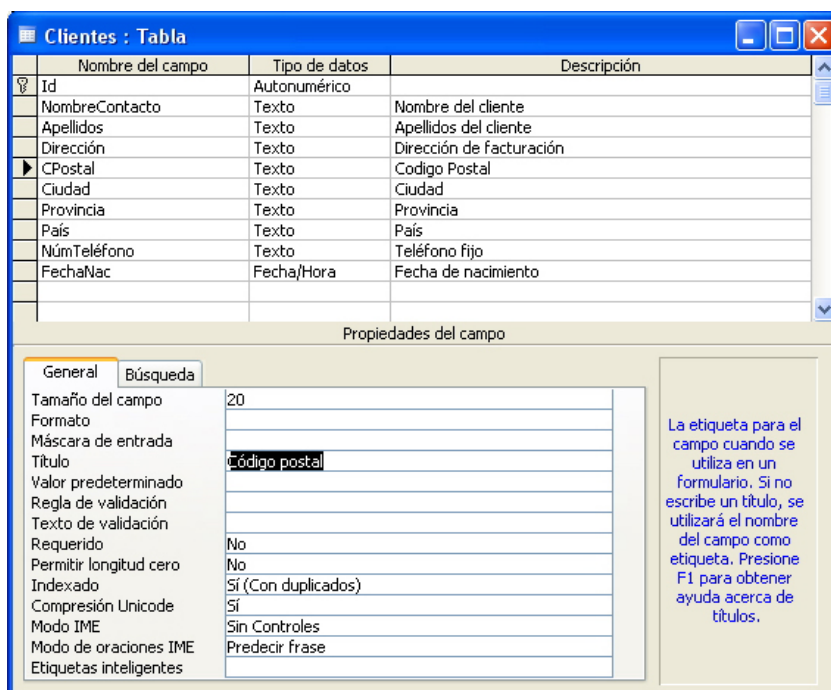 Clientes : Tabla
Nombre del campo Tipo de datos Descripción
Id Autonumérico
NombreContacto Texto Nombre del cliente
Apellidos Texto Apellidos del cliente
Dirección Texto Dirección de facturación
CPostal Texto Codigo Postal
Ciudad Texto Ciudad
Provincia Texto Provincia
País Texto País
NúmTeléfono Texto Teléfono fijo
FechaNac Fecha/Hora Fecha de nacimiento
Propiedades del campo
General Búsqueda
Tamaño del campo 20
Formato
Máscara de entrada
Título Código postal
Valor predeterminado
Regla de validación
Texto de validación
Requerido No
Permitir longitud cero No
Indexado Sí (Con duplicados)
Compresión Unicode Sí
Modo IME Sin Controles
Modo de oraciones IME Predecir frase
Etiquetas inteligentes
La etiqueta para el
campo cuando se
utiliza en un
formulario. Si no
escribe un título, se
utilizará el nombre
del campo como
etiqueta. Presione
F1 para obtener
ayuda acerca de
títulos.